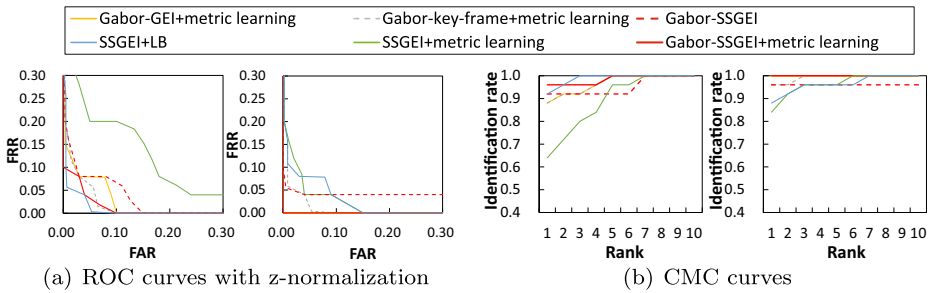 Gabor-GEI+metric learning
Gabor-key-frame+metric learning
Gabor-SSGEI
SSGEI+LB
SSGEI+metric learning
Gabor-SSGEI+metric learning
FRR
0.30
0.25
0.20
0.15
0.10
0.05
0.00
0.00 0.10 0.20 0.30
FAR
FRR
0.30
0.25
0.20
0.15
0.10
0.05
0.00
0.00 0.10 0.20 0.30
FAR
(a) ROC curves with z-normalization
Identification rate
1.0
0.9
0.8
0.7
0.6
0.5
0.4
1 2 3 4 5 6 7 8 9 10
Rank
Identification rate
1.0
0.9
0.8
0.7
0.6
0.5
0.4
1 2 3 4 5 6 7 8 9 10
Rank
(b) CMC curves